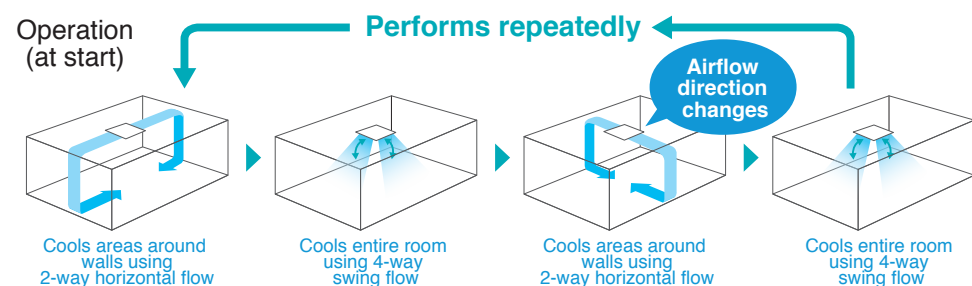 Operation
(at start)
Performs repeatedly
Airflow
direction
changes
Cools areas around
walls using
2-way horizontal flow
Cools entire room
using 4-way
swing flow
Cools areas around
walls using
2-way horizontal flow
Cools entire room
using 4-way
swing flow